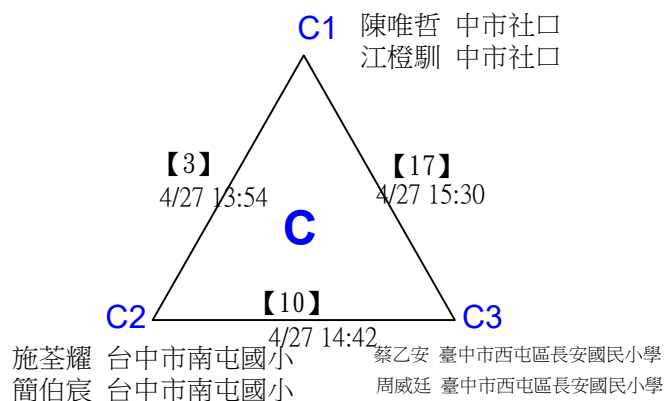 C1
陳唯哲 中市社口
江橙馴 中市社口
【3】
4/27 13:54
【17】
4/27 15:30
C
【10】
4/27 14:42
C2
C3
施荃耀 台中市南屯國小
簡伯宸 台中市南屯國小
蔡乙安 臺中市西屯區長安國民小學
周威廷 臺中市西屯區長安國民小學